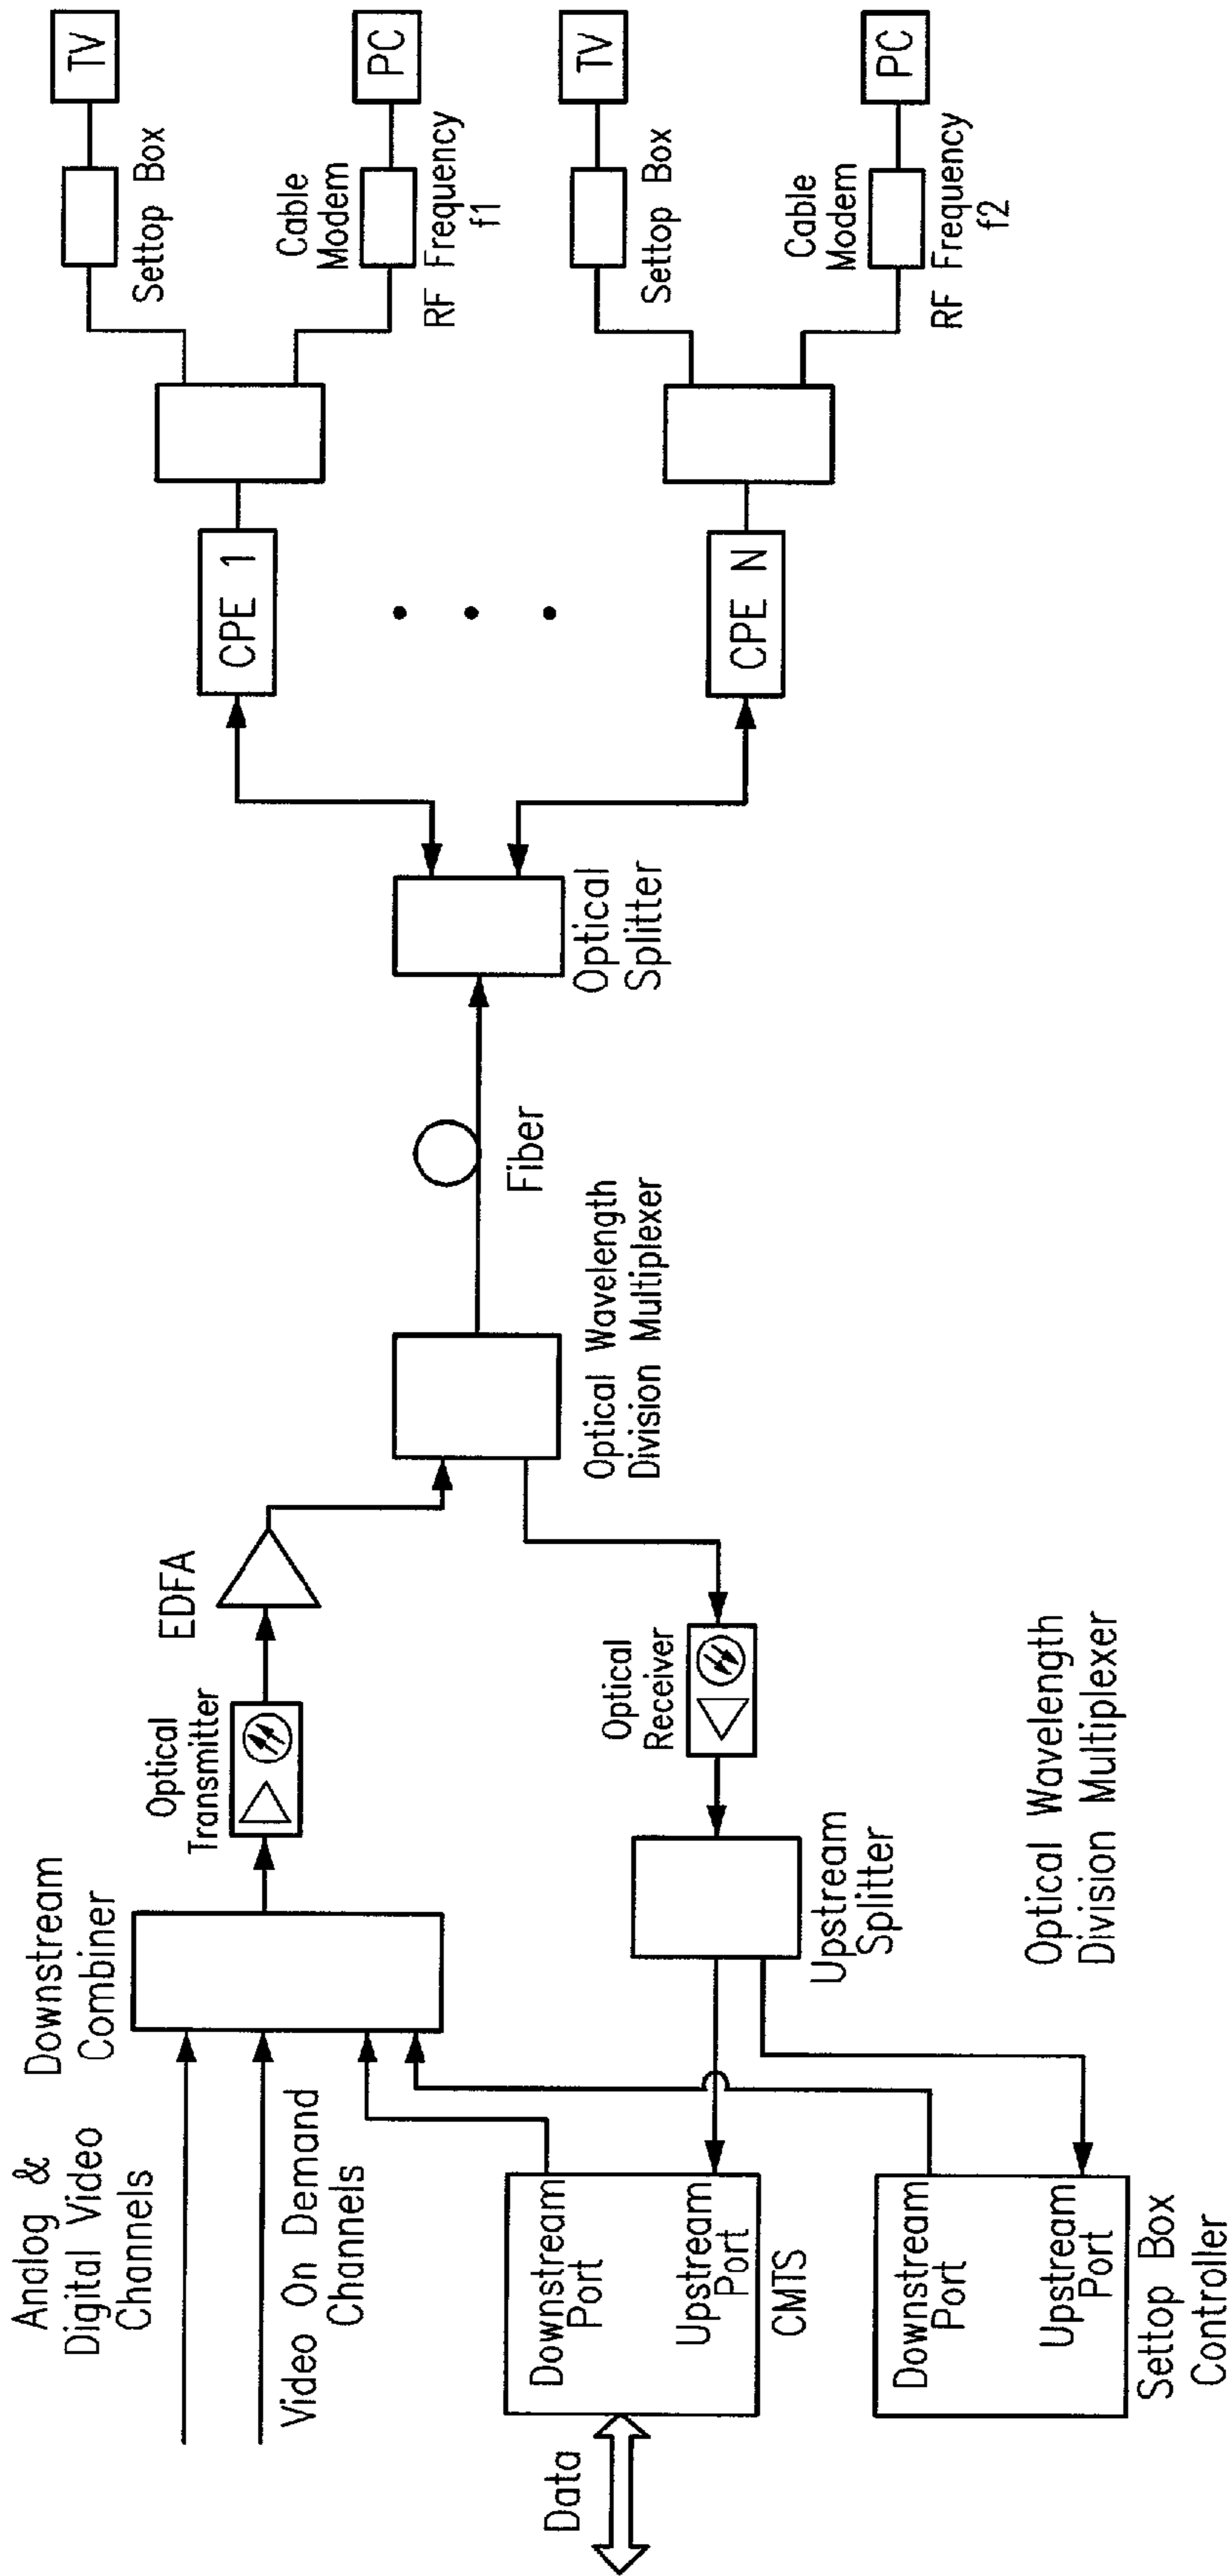 Analog &
Digital Video
Channels
Video On Demand
Channels
Data
Downstream
Port
Upstream
Port
CMTS
Downstream
Port
Upstream
Port
Settop Box
Controller
Downstream
Combiner
Optical
Transmitter
EDFA
Upstream
Splitter
Optical
Receiver
Optical Wavelength
Division Multiplexer
Optical Wavelength
Division Multiplexer
Fiber
Optical
Splitter
CPE 1
CPE N
Settop Box
TV
Cable
Modem
PC
RF Frequency
f1
Settop Box
TV
Cable
Modem
PC
RF Frequency
f2